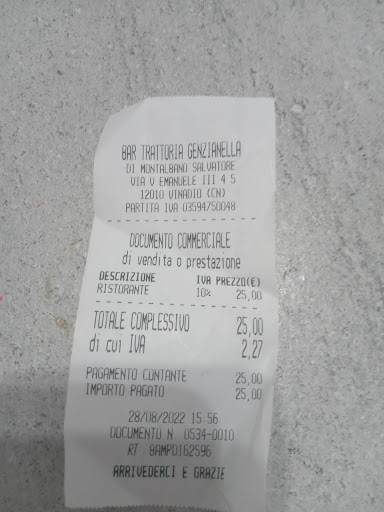 BAR TRATTORIA GENZIANELLA
DI MONTALBANO SALVATORE
VIA V EMANUELE III 4 5
12010 VINADIO (CN)
PARTITA IVA 03594750048
DOCUMENTO COMMERCIALE
di vendita o prestazione
DESCRIZIONE IVA PREZZO(E)
RISTORANTE 10% 25,00
TOTALE COMPLESSIVO 25,00
di cui IVA 2,27
PAGAMENTO CONTANTE 25,00
IMPORTO PAGATO 25,00
28/08/2022 15:56
DOCUMENTO N 0534-0010
RT 8AMPD162596
ARRIVEDERCI E GRAZIE